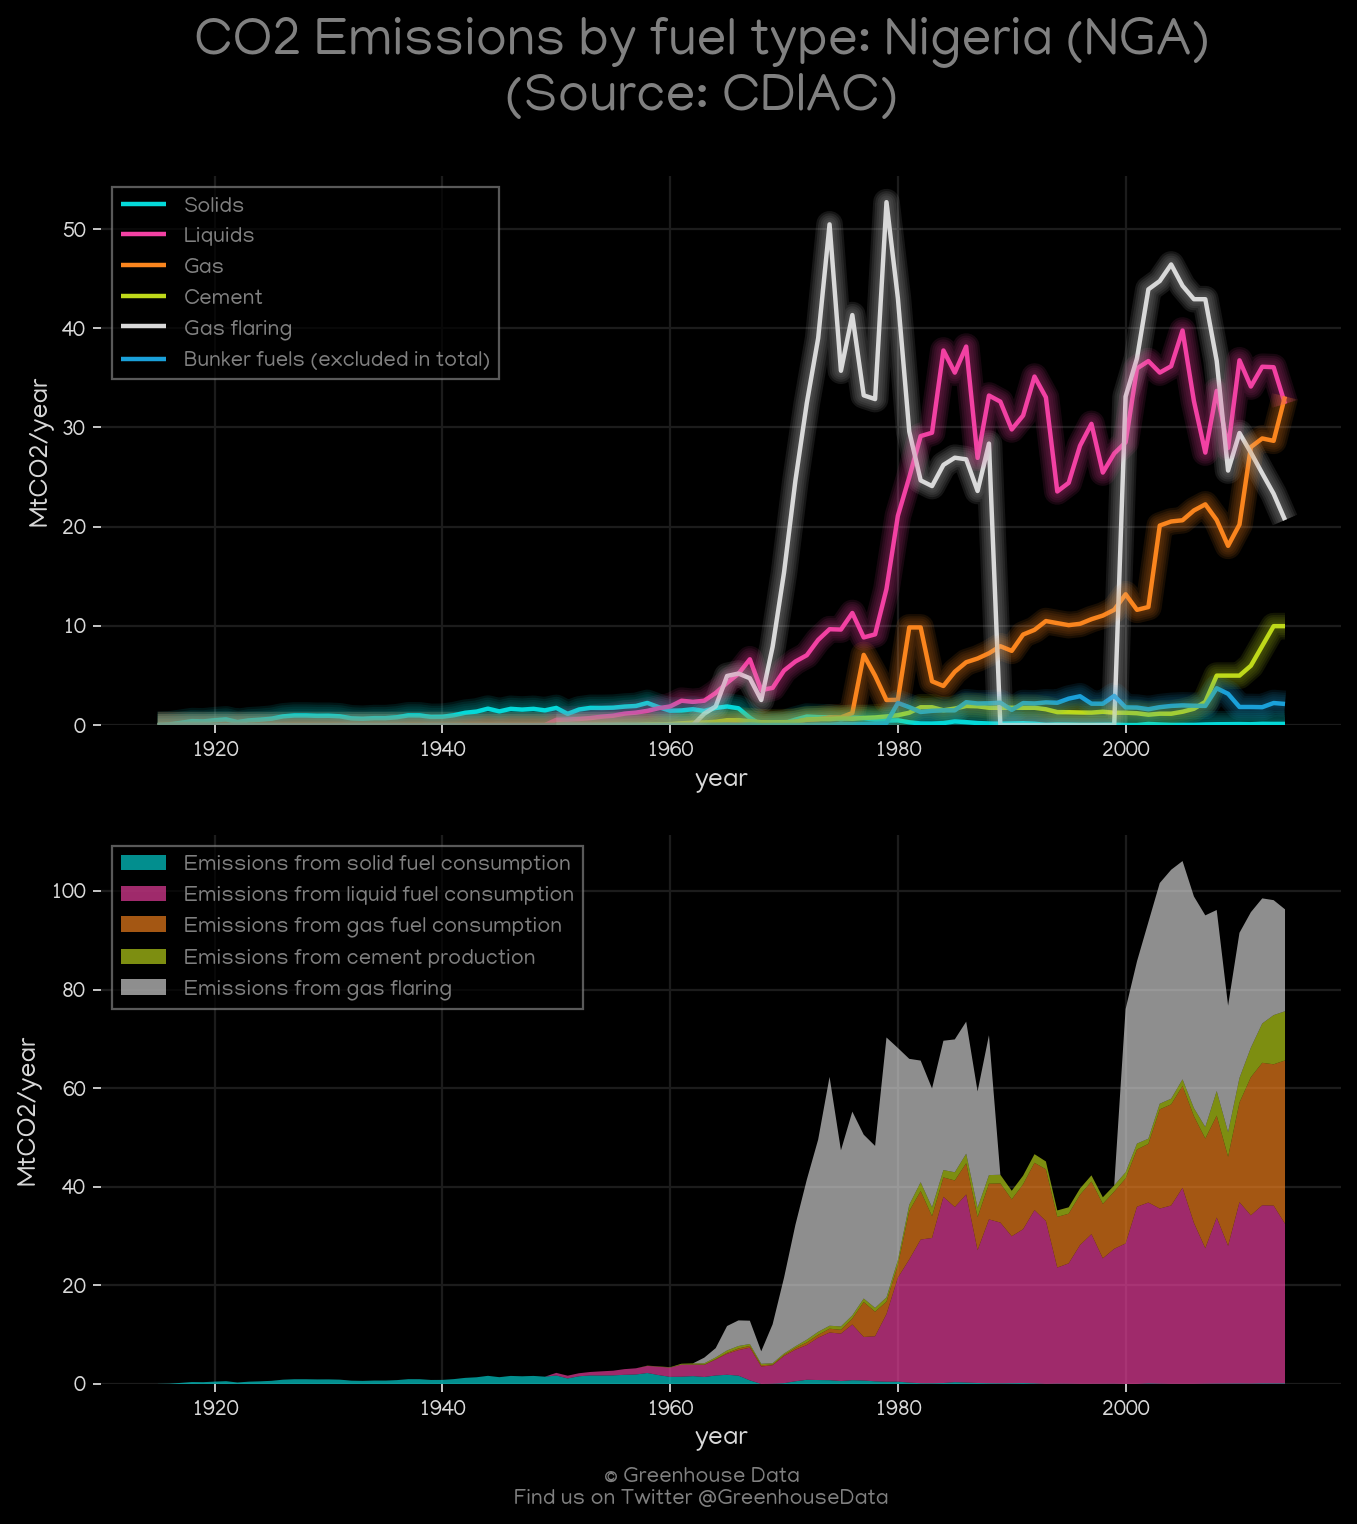 CO2 Emissions by fuel type: Nigeria (NGA)
(Source: CDIAC)
Solids
Liquids
Gas
Cement
Gas flaring
Bunker fuels (excluded in total)
MtCO2/year
50
40
30
20
10
0
1920
1940
1960
1980
2000
year
Emissions from solid fuel consumption
Emissions from liquid fuel consumption
Emissions from gas fuel consumption
Emissions from cement production
Emissions from gas flaring
MtCO2/year
100
80
60
40
20
0
1920
1940
1960
1980
2000
year
© Greenhouse Data
Find us on Twitter @GreenhouseData